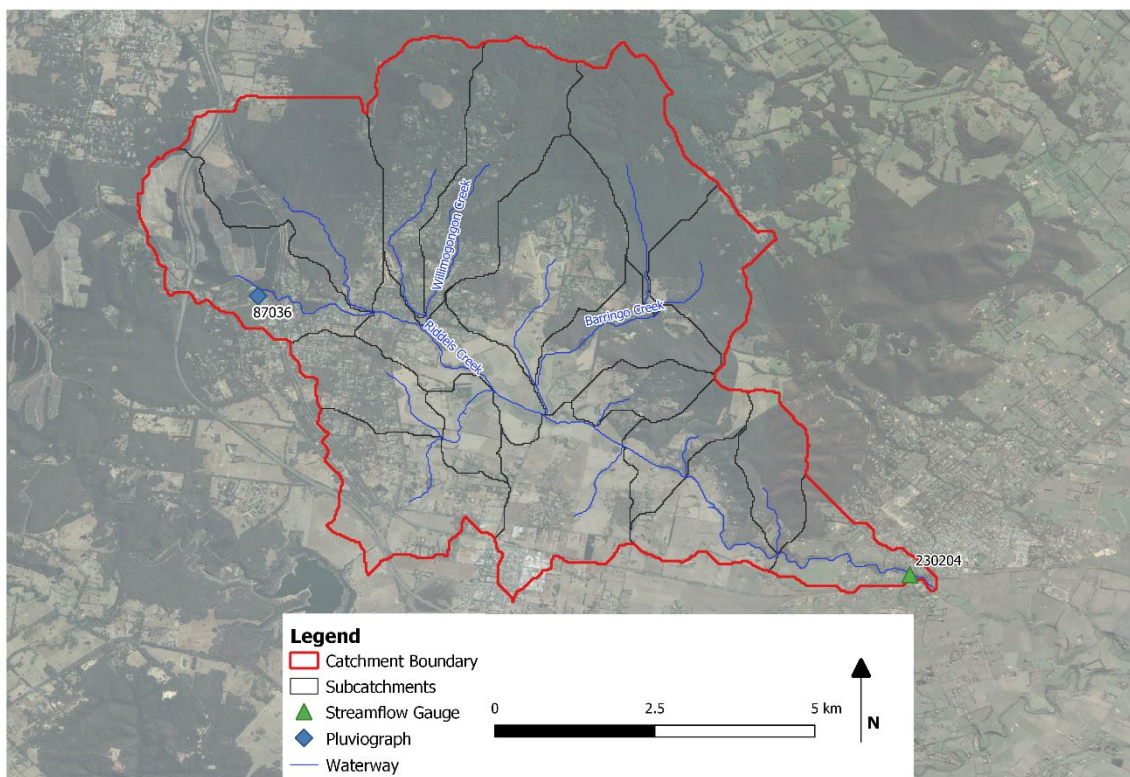 Willimogongon Creek
87036
Riddels Creek
Barringo Creek
230204
Legend
Catchment Boundary
Subcatchments
Streamflow Gauge
Pluviograph
Waterway
0 2.5 5 km
N